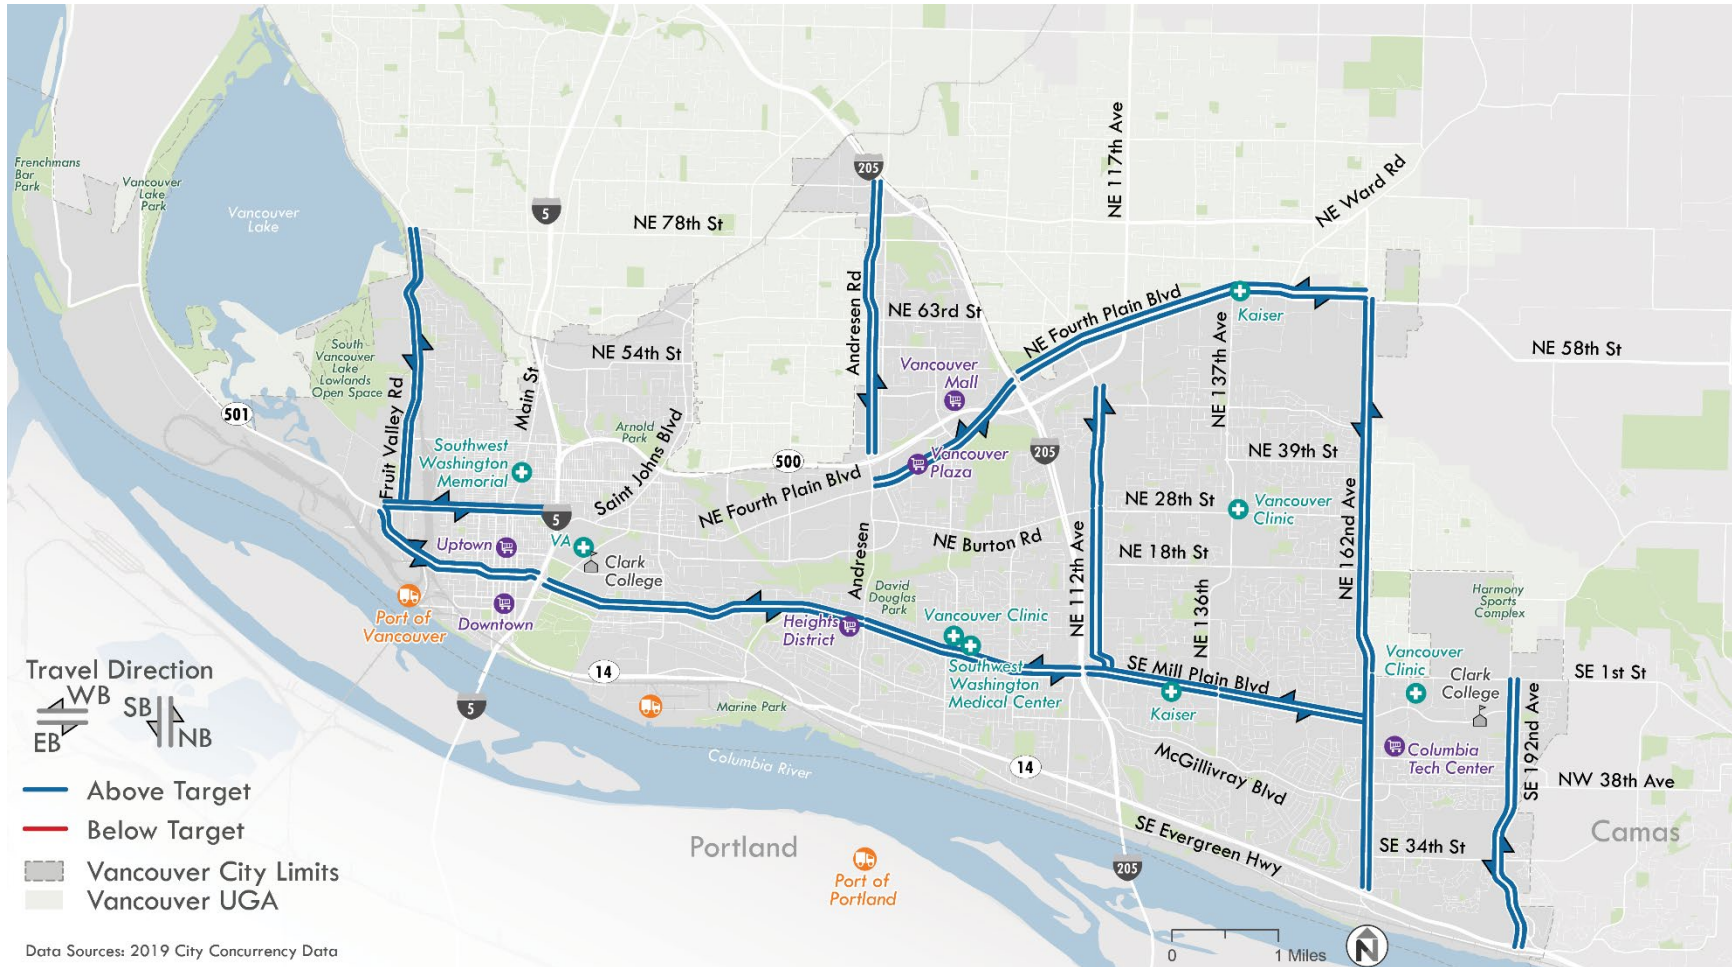 205
NE 117th Ave
Frenchmans
Bar
Park
Vancouver
Lake
Park
Vancouver
Lake
5
NE 78th St
NE Ward Rd
Andresen Rd
NE 63rd St
NE Fourth Plain Blvd
Kaiser
NE 137th Ave
NE 58th St
South
Vancouver
Lake
Lowlands
Open Space
NE 54th St
Main St
Vancouver
Mall
501
Fruit Valley Rd
Arnold
Park
Saint Johns Blvd
Southwest
Washington
Memorial
500
Vancouver
Plaza
205
NE 39th St
NE Fourth Plain Blvd
NE 28th St
Vancouver
Clinic
NE 162nd Ave
5
Uptown
VA
Clark
College
Andresen
NE Burton Rd
NE 112th Ave
NE 18th St
NE 136th
Port of
Vancouver
Downtown
David
Douglas
Park
Heights
District
Vancouver Clinic
Southwest
Washington
Medical Center
SE Mill Plain Blvd
Kaiser
Harmony
Sports
Complex
Vancouver
Clinic
Clark
College
SE 1st St
SE 192nd Ave
14
5
Marine Park
Columbia River
14
McGillivray Blvd
Columbia
Tech Center
NW 38th Ave
SE Evergreen Hwy
SE 34th St
Camas
Portland
Port of
Portland
205
Travel Direction
WB
EB
SB
NB
Above Target
Below Target
Vancouver City Limits
Vancouver UGA
Data Sources: 2019 City Concurrency Data
0 1 Miles
N